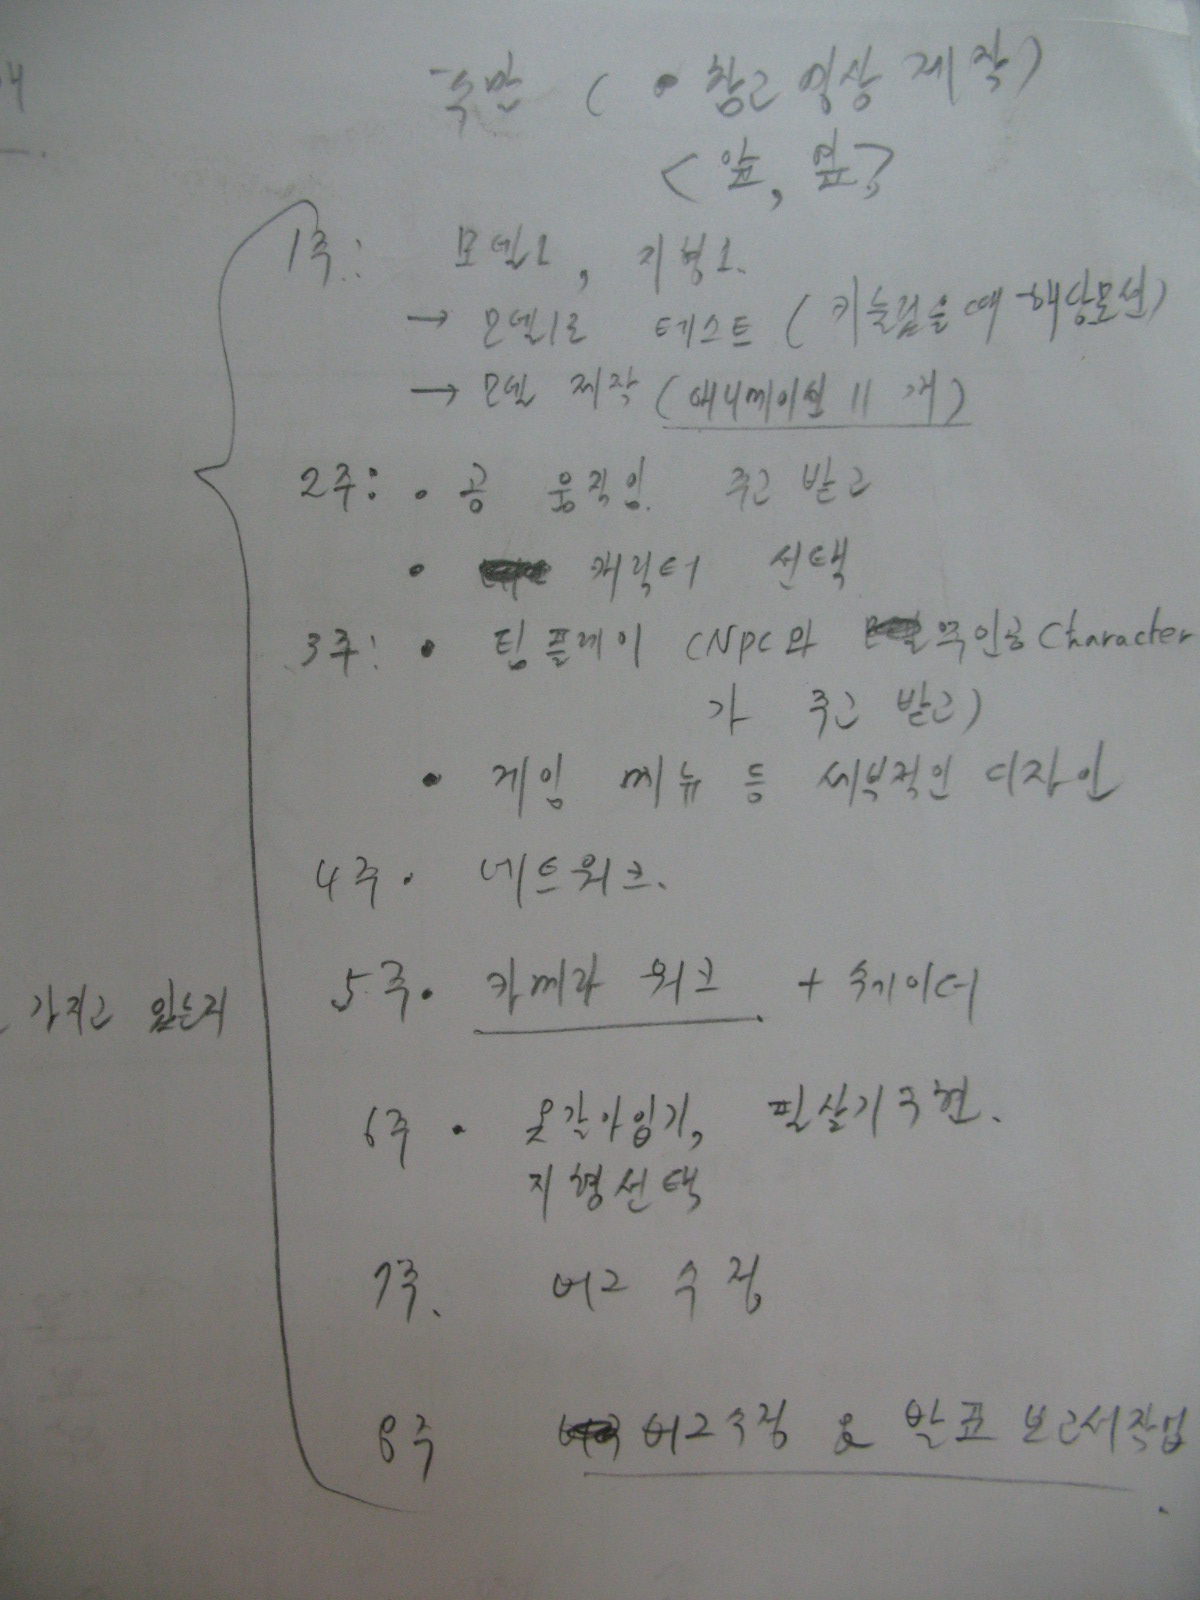 주말 ( • 참고 영상 제작)
<앞, 옆>
1주: 모델1, 지형1.
→ 모델1로 테스트 (키눌렀을때 해당모션)
→ 모델 제작 (애니메이션 11개)
2주: • 공 움직임. 주고 받고
• 캐릭터 선택
3주: • 팀플레이 (NPC와 주인공 Character
가 주고 받고)
• 게임 메뉴 등 세부적인 디자인
4주. 네트워크.
5주. 카메라 워크 +
가지고 있는지
6주. 옷갈아입기, 필살기구현.
지형선택
7주. 버그 수정
8주 버그수정 & 발표 보고서작업.